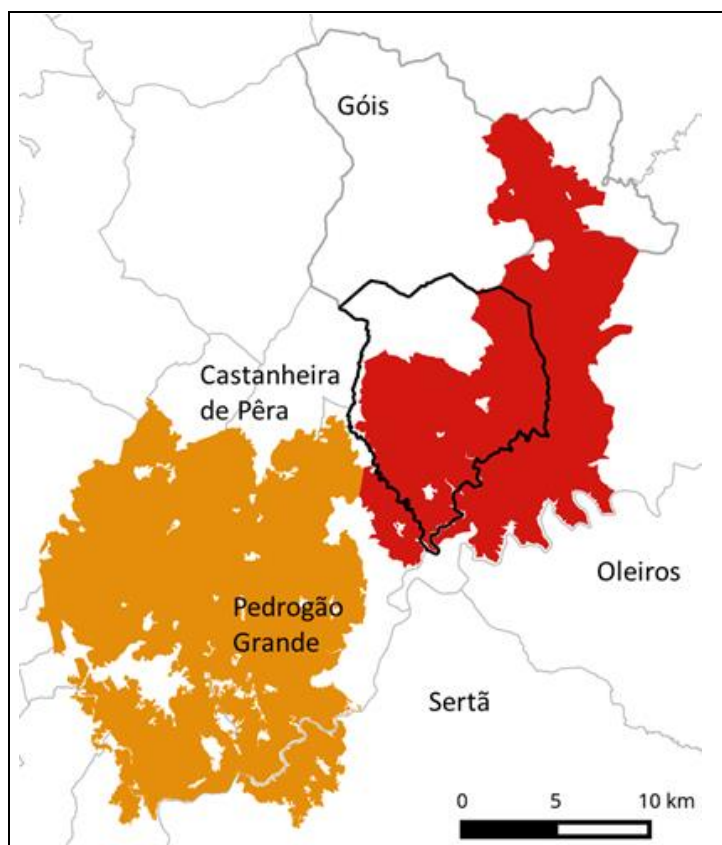 Góis
Castanheira
de Pêra
Pedrogão
Grande
Oleiros
Sertã
0 5 10 km